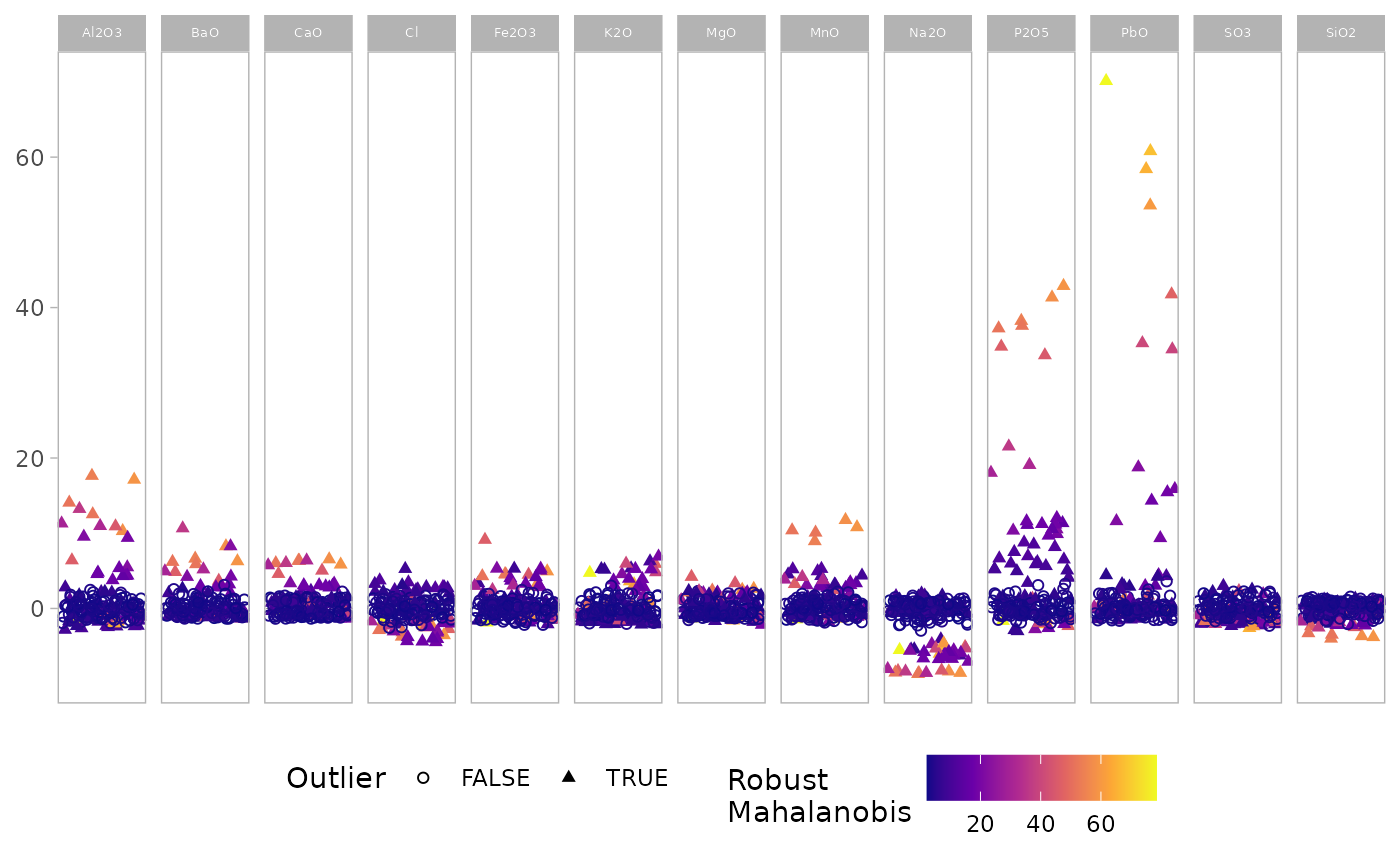 Al2O3 BaO CaO Cl Fe2O3 K2O MgO MnO Na2O P2O5 PbO SO3 SiO2
60
40
20
0
Outlier FALSE TRUE
Robust
Mahalanobis
20 40 60